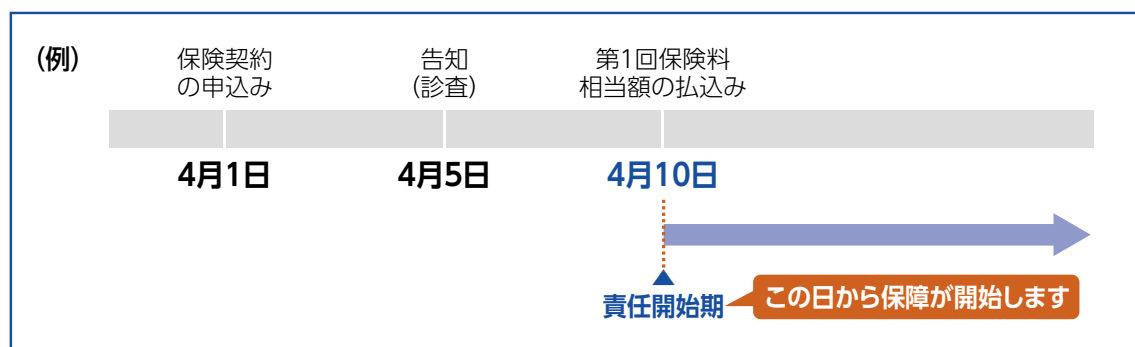 (例)
保険契約
の申込み
告知
(診査)
第1回保険料
相当額の払込み
4月1日
4月5日
4月10日
責任開始期
この日から保障が開始します